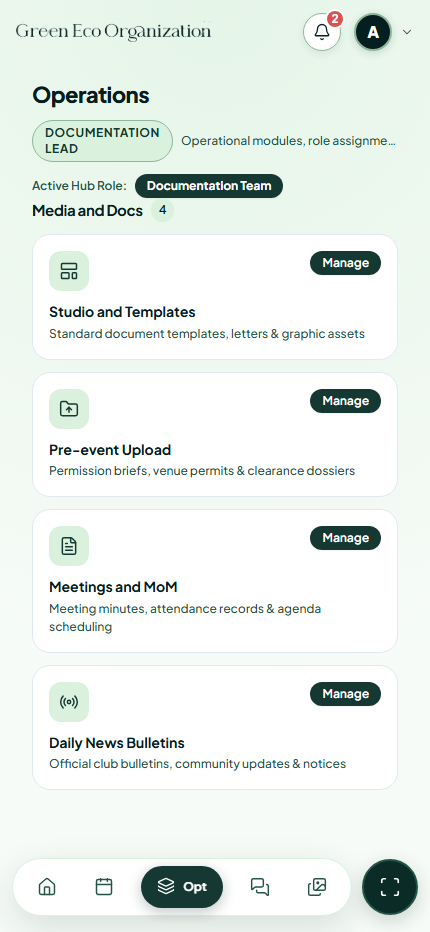 Green Eco Organization
2
A
Operations
DOCUMENTATION
LEAD
Operational modules, role assignme...
Active Hub Role:
Documentation Team
Media and Docs
4
Manage
Studio and Templates
Standard document templates, letters & graphic assets
Manage
Pre-event Upload
Permission briefs, venue permits & clearance dossiers
Manage
Meetings and MoM
Meeting minutes, attendance records & agenda
scheduling
Manage
Daily News Bulletins
Official club bulletins, community updates & notices
Opt